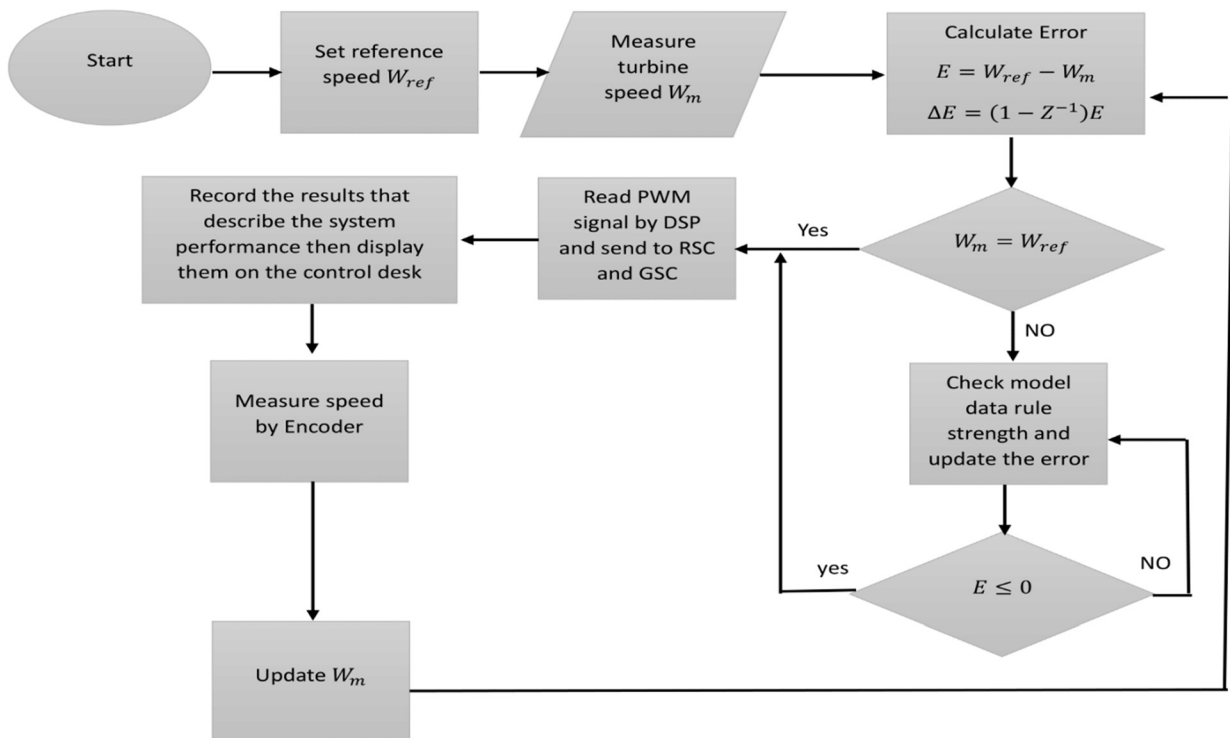 Start
Set reference
speed W_ref
Measure
turbine
speed W_m
Calculate Error
E = W_ref − W_m
ΔE = (1 − Z⁻¹)E
Record the results that
describe the system
performance then display
them on the control desk
Read PWM
signal by DSP
and send to RSC
and GSC
Yes
W_m = W_ref
NO
Measure speed
by Encoder
Check model
data rule
strength and
update the error
yes
E ≤ 0
NO
Update W_m